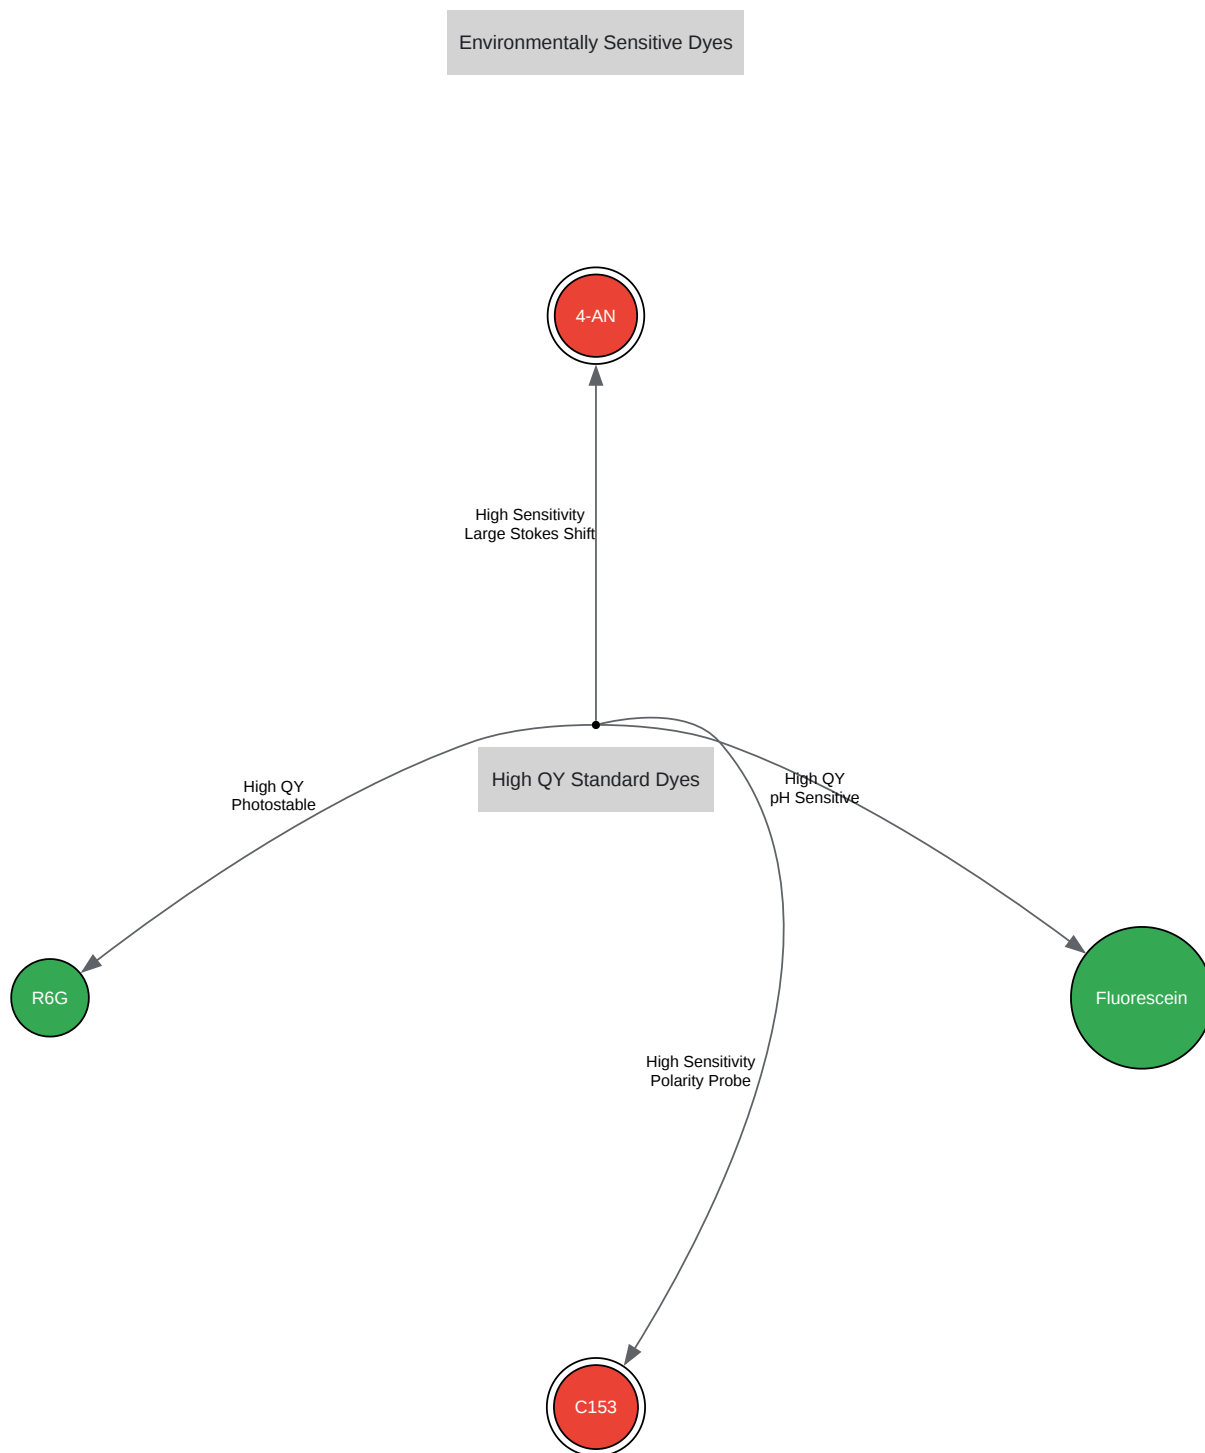 Environmentally Sensitive Dyes
4-AN
High Sensitivity
Large Stokes Shift
High QY Standard Dyes
High QY
Photostable
High QY
pH Sensitive
R6G
Fluorescein
High Sensitivity
Polarity Probe
C153